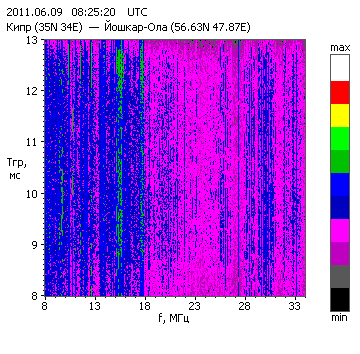 2011.06.09 08:25:20 UTC
Кипр (35N 34E) — Йошкар-Ола (56.63N 47.87E)
max
13
12
11
Tгр,
мс
10
9
8
8 13 18 23 28 33
f, МГц
min